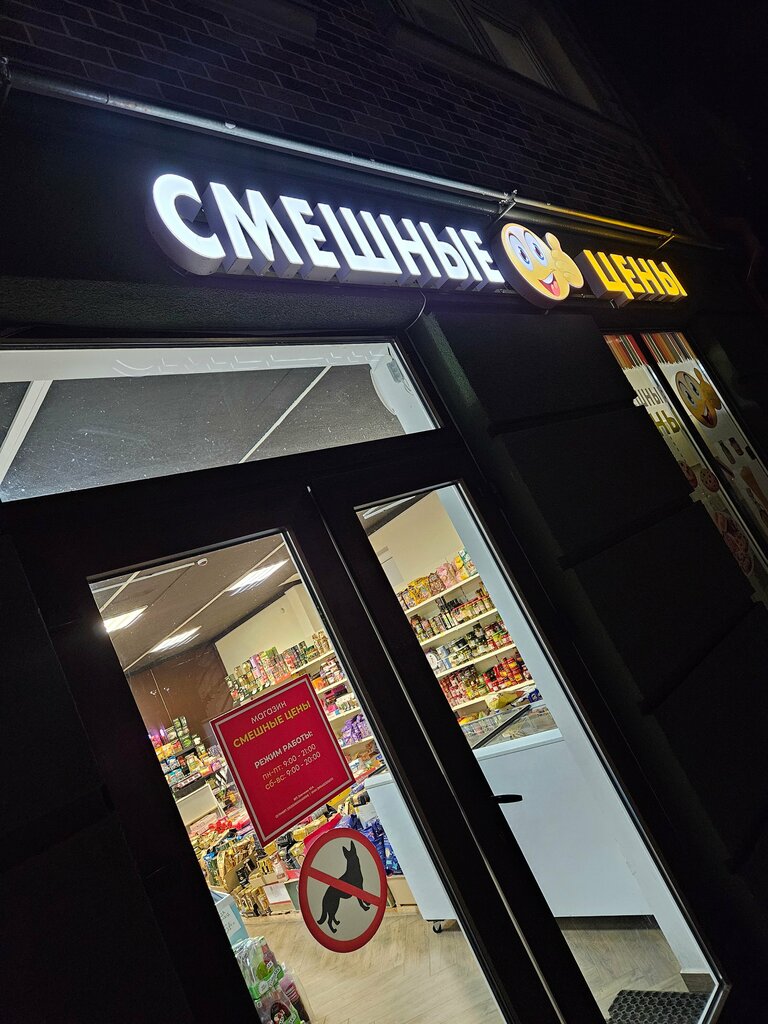 СМЕШНЫЕ ЦЕНЫ
МАГАЗИН
СМЕШНЫЕ ЦЕНЫ
РЕЖИМ РАБОТЫ:
ПН-ПТ: 9:00 - 21:00
СБ-ВС: 9:00 - 20:00